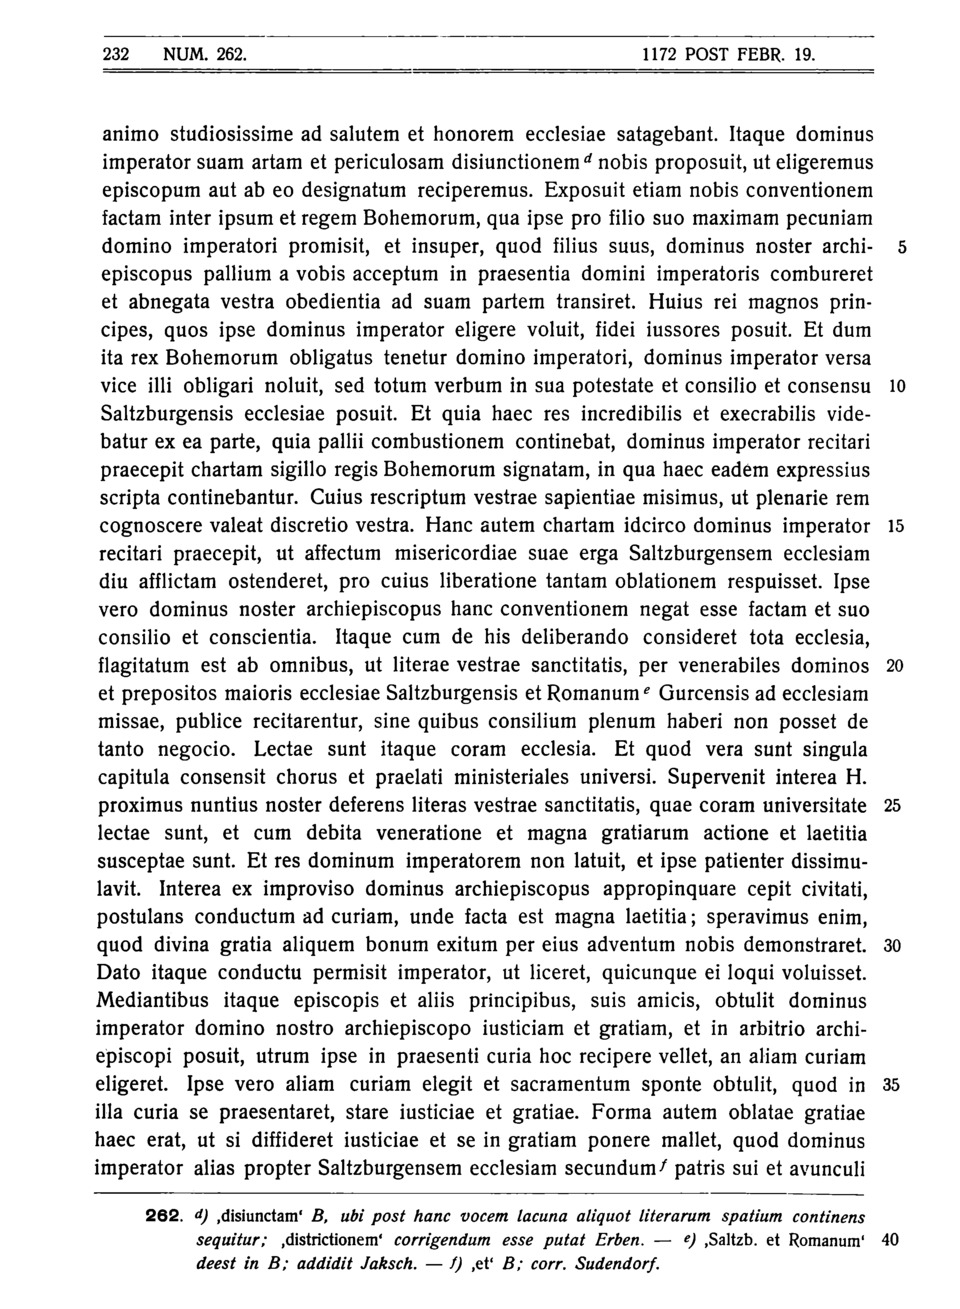 232 NUM. 262. 1172 POST FEBR. 19.
animo studiosissime ad salutem et honorem ecclesiae satagebant. Itaque dominus
imperator suam artam et periculosam disiunctionem d nobis proposuit, ut eligeremus
episcopum aut ab eo designatum reciperemus. Exposuit etiam nobis conventionem
factam inter ipsum et regem Bohemorum, qua ipse pro filio suo maximam pecuniam
domino imperatori promisit, et insuper, quod filius suus, dominus noster archi- 5
episcopus pallium a vobis acceptum in praesentia domini imperatoris combureret
et abnegata vestra obedientia ad suam partem transiret. Huius rei magnos prin-
cipes, quos ipse dominus imperator eligere voluit, fidei iussores posuit. Et dum
ita rex Bohemorum obligatus tenetur domino imperatori, dominus imperator versa
vice illi obligari noluit, sed totum verbum in sua potestate et consilio et consensu 10
Saltzburgensis ecclesiae posuit. Et quia haec res incredibilis et execrabilis vide-
batur ex ea parte, quia pallii combustionem continebat, dominus imperator recitari
praecepit chartam sigillo regis Bohemorum signatam, in qua haec eadem expressius
scripta continebantur. Cuius rescriptum vestrae sapientiae misimus, ut plenarie rem
cognoscere valeat discretio vestra. Hanc autem chartam idcirco dominus imperator 15
recitari praecepit, ut affectum misericordiae suae erga Saltzburgensem ecclesiam
diu afflictam ostenderet, pro cuius liberatione tantam oblationem respuisset. Ipse
vero dominus noster archiepiscopus hanc conventionem negat esse factam et suo
consilio et conscientia. Itaque cum de his deliberando consideret tota ecclesia,
flagitatum est ab omnibus, ut literae vestrae sanctitatis, per venerabiles dominos 20
et prepositos maioris ecclesiae Saltzburgensis et Romanum e Gurcensis ad ecclesiam
missae, publice recitarentur, sine quibus consilium plenum haberi non posset de
tanto negocio. Lectae sunt itaque coram ecclesia. Et quod vera sunt singula
capitula consensit chorus et praelati ministeriales universi. Supervenit interea H.
proximus nuntius noster deferens literas vestrae sanctitatis, quae coram universitate 25
lectae sunt, et cum debita veneratione et magna gratiarum actione et laetitia
susceptae sunt. Et res dominum imperatorem non latuit, et ipse patienter dissimu-
lavit. Interea ex improviso dominus archiepiscopus appropinquare cepit civitati,
postulans conductum ad curiam, unde facta est magna laetitia; speravimus enim,
quod divina gratia aliquem bonum exitum per eius adventum nobis demonstraret. 30
Dato itaque conductu permisit imperator, ut liceret, quicunque ei loqui voluisset.
Mediantibus itaque episcopis et aliis principibus, suis amicis, obtulit dominus
imperator domino nostro archiepiscopo iusticiam et gratiam, et in arbitrio archi-
episcopi posuit, utrum ipse in praesenti curia hoc recipere vellet, an aliam curiam
eligeret. Ipse vero aliam curiam elegit et sacramentum sponte obtulit, quod in 35
illa curia se praesentaret, stare iusticiae et gratiae. Forma autem oblatae gratiae
haec erat, ut si diffideret iusticiae et se in gratiam ponere mallet, quod dominus
imperator alias propter Saltzburgensem ecclesiam secundum f patris sui et avunculi
262. d) ‚disiunctam‘ B, ubi post hanc vocem lacuna aliquot literarum spatium continens
sequitur; ‚districtionem‘ corrigendum esse putat Erben. — e) ‚Saltzb. et Romanum‘ 40
deest in B; addidit Jaksch. — f) ‚et‘ B; corr. Sudendorf.